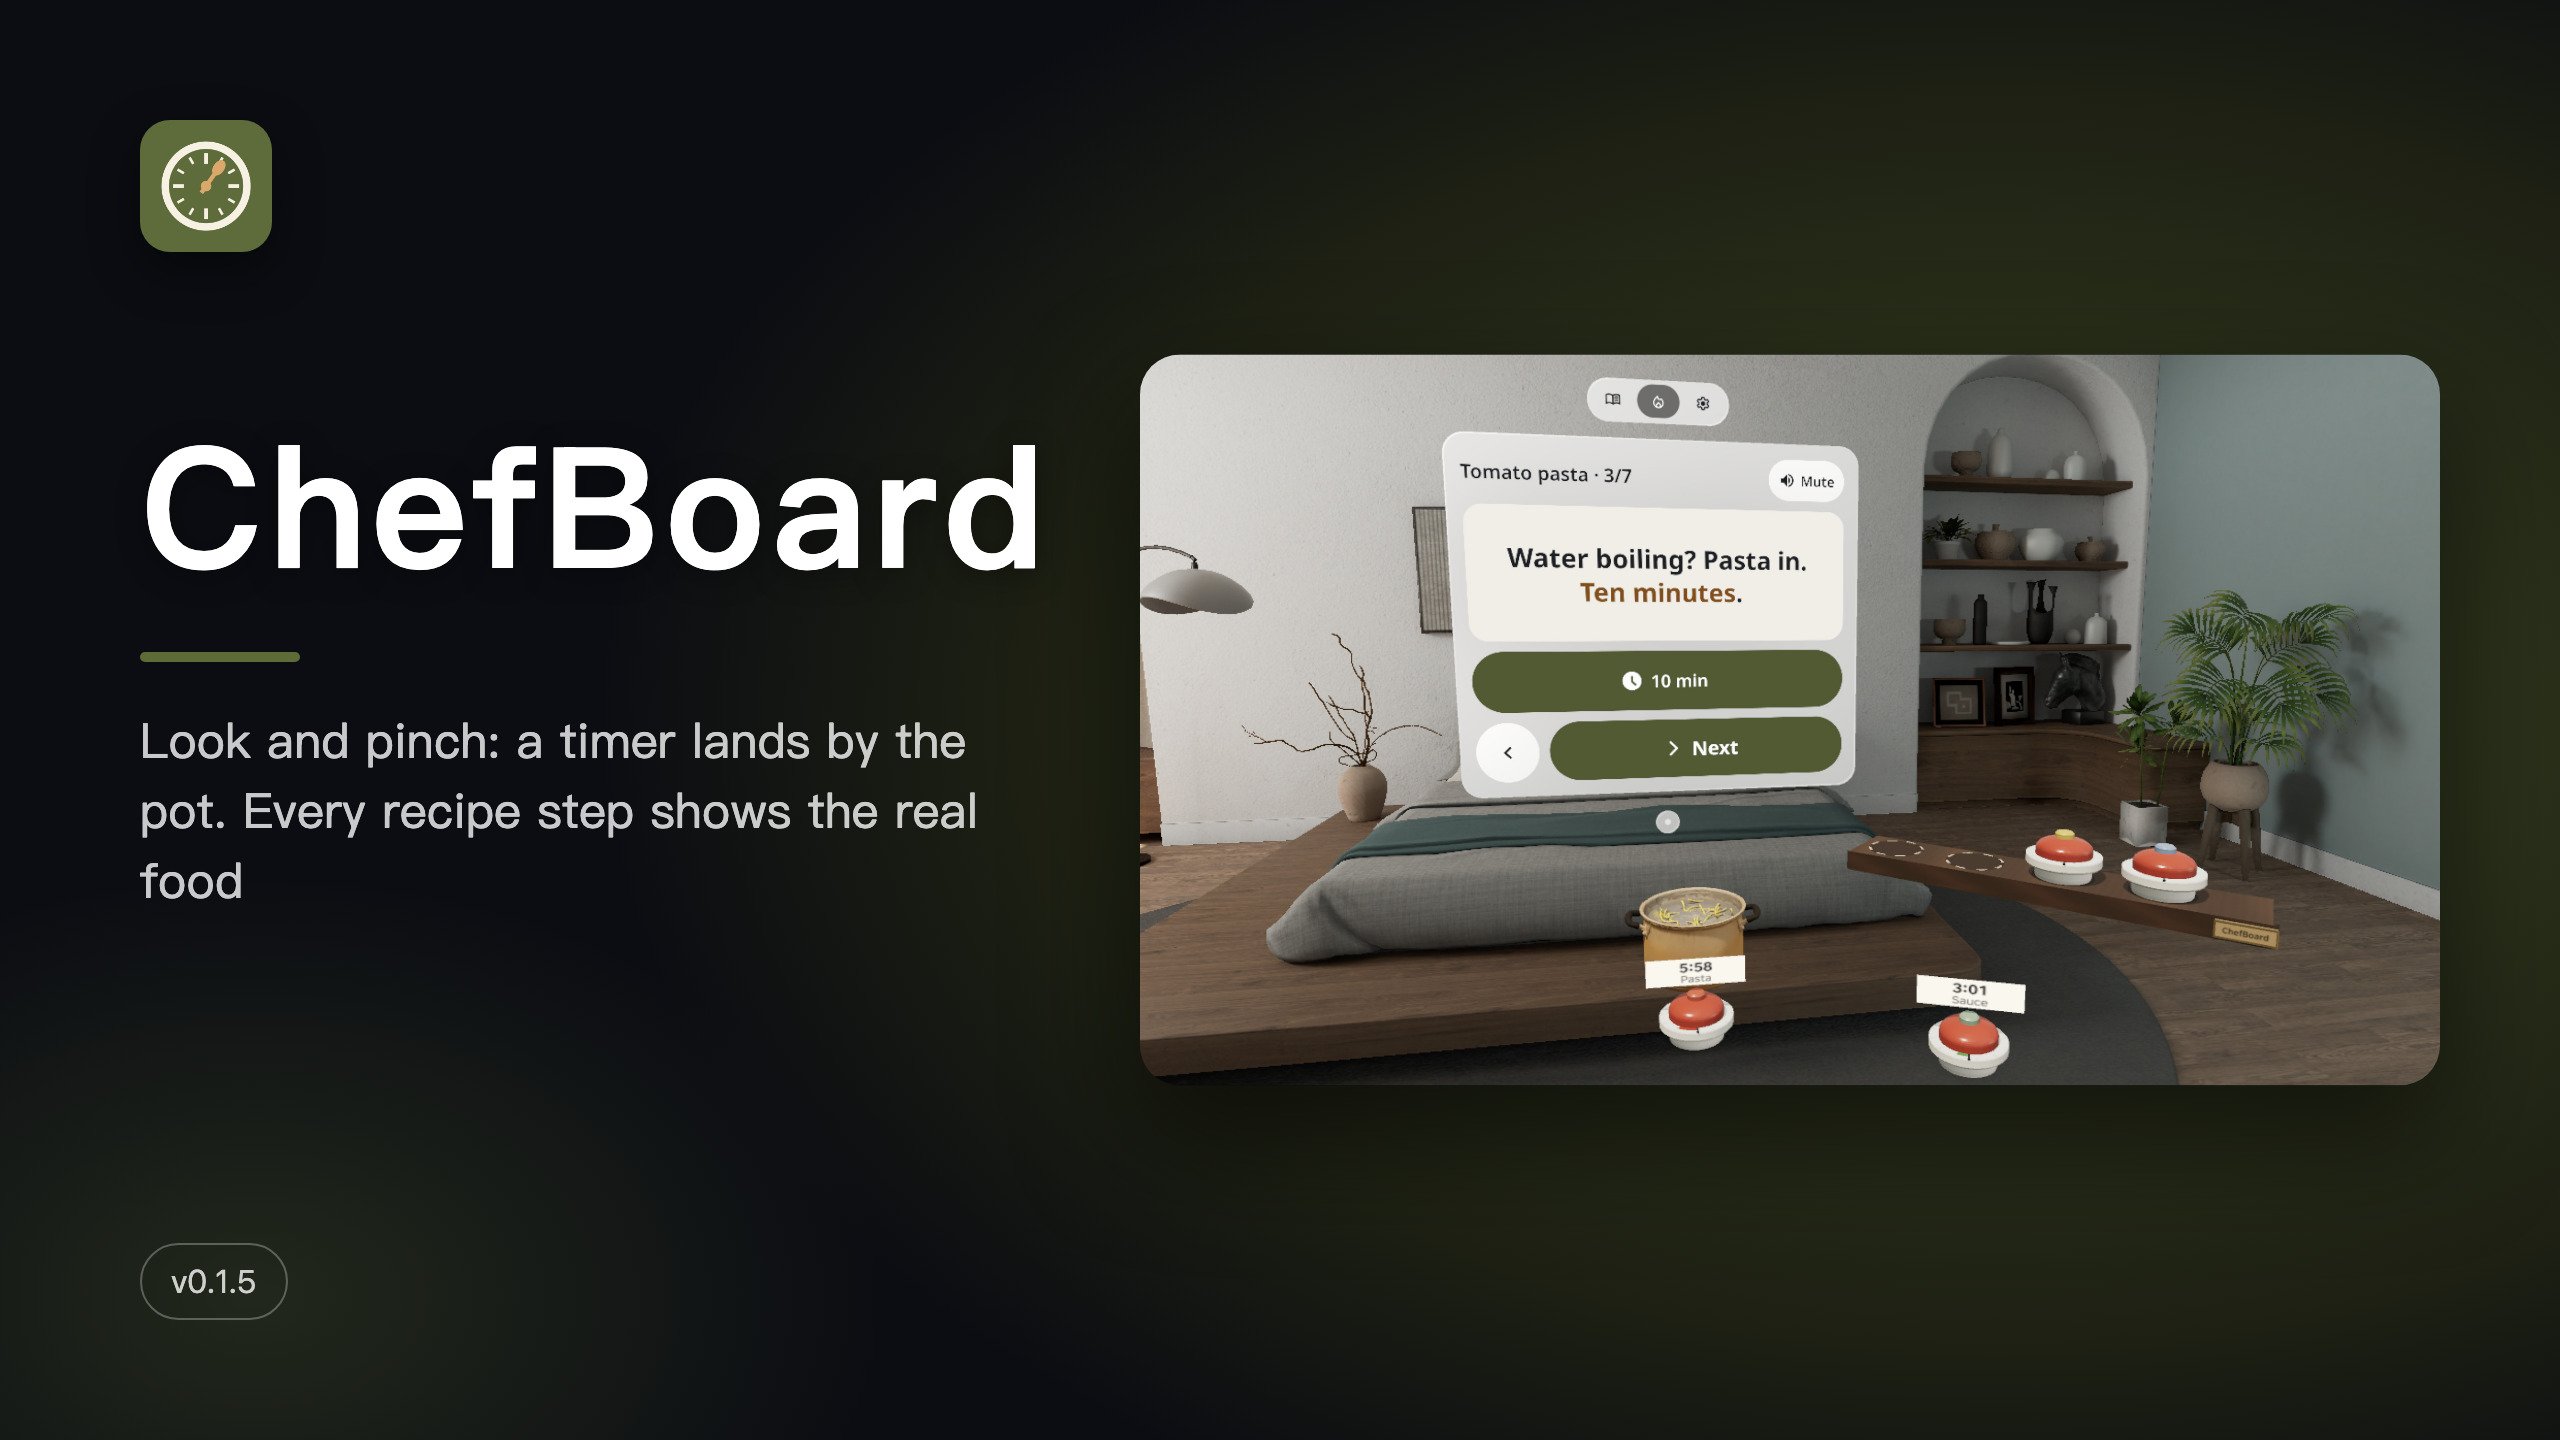 ChefBoard
Look and pinch: a timer lands by the
pot. Every recipe step shows the real
food
v0.1.5
Tomato pasta · 3/7
Mute
Water boiling? Pasta in.
Ten minutes.
10 min
Next
5:58
Pasta
3:01
Sauce
ChefBoard